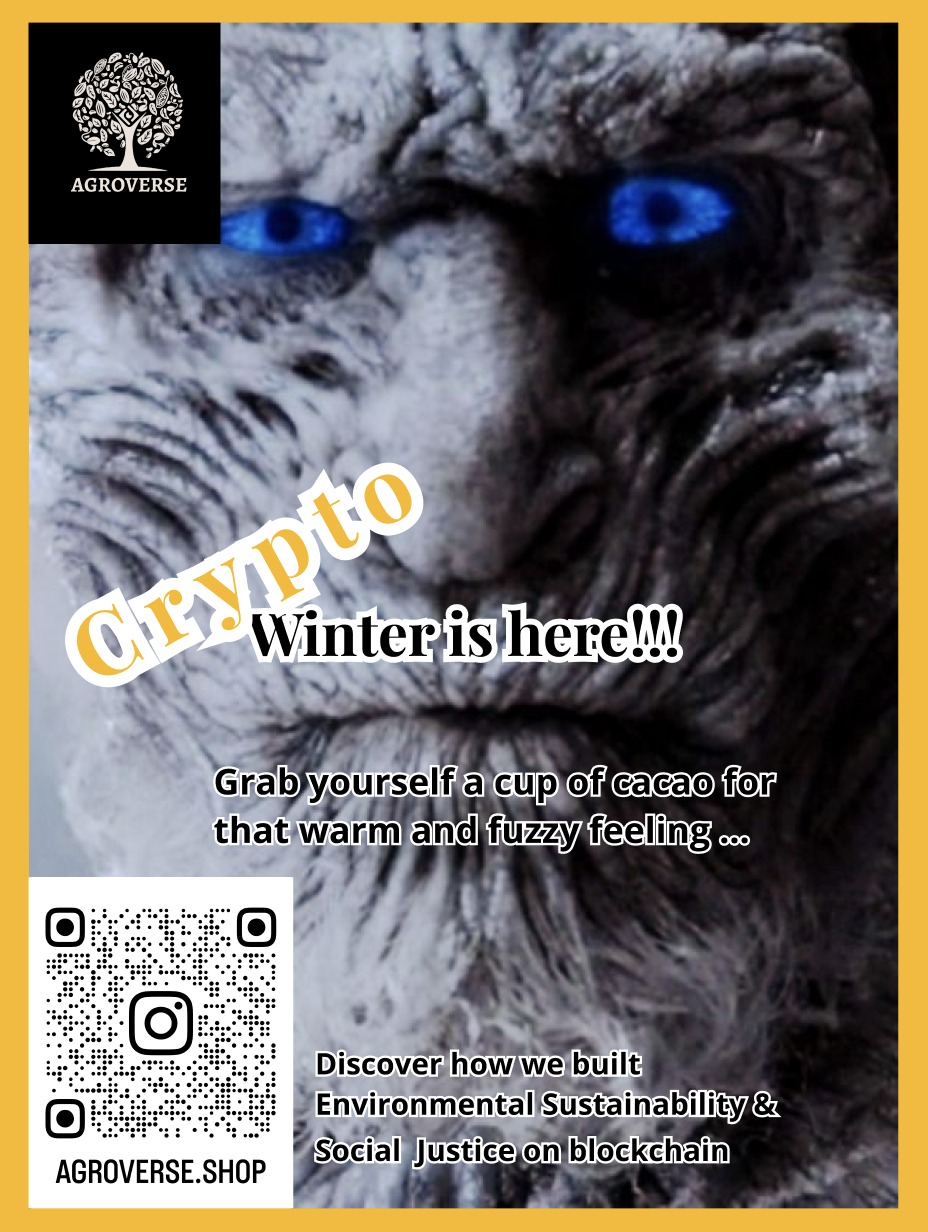 AGROVERSE
Crypto
Winter is here!!!
Grab yourself a cup of cacao for
that warm and fuzzy feeling ...
Discover how we built
Environmental Sustainability &
Social Justice on blockchain
AGROVERSE.SHOP